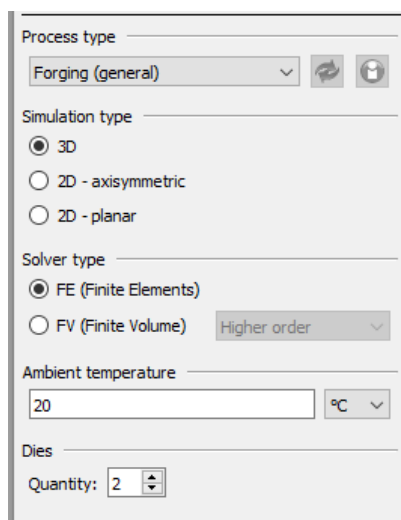 Process type
Forging (general)
Simulation type
3D
2D - axisymmetric
2D - planar
Solver type
FE (Finite Elements)
FV (Finite Volume) Higher order
Ambient temperature
20 °C
Dies
Quantity: 2